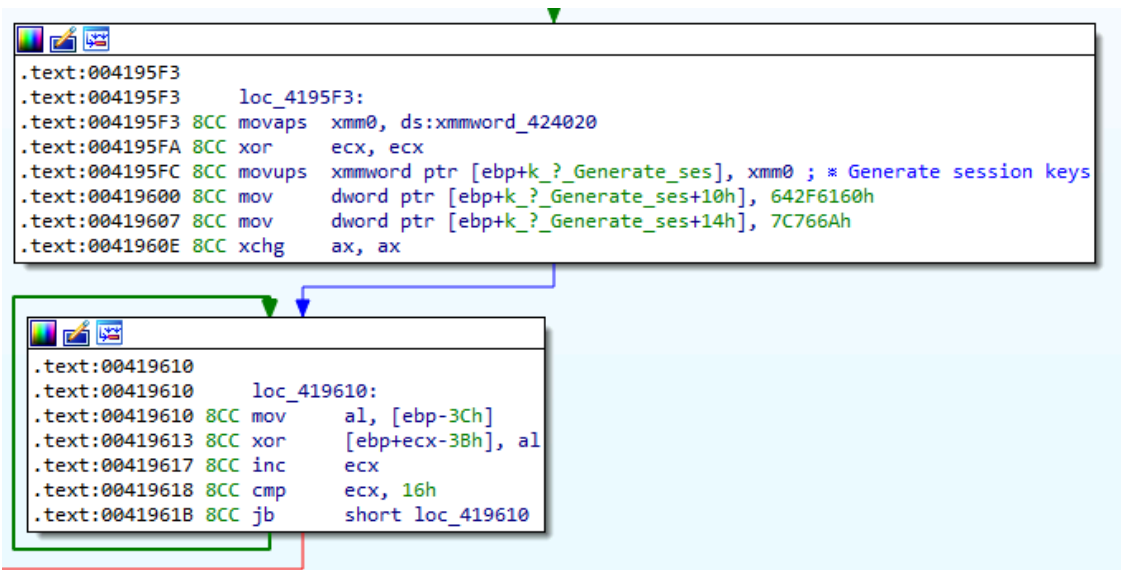 .text:004195F3
.text:004195F3 loc_4195F3:
.text:004195F3 8CC movaps xmm0, ds:xmmword_424020
.text:004195FA 8CC xor ecx, ecx
.text:004195FC 8CC movups xmmword ptr [ebp+k_?_Generate_ses], xmm0 ; * Generate session keys
.text:00419600 8CC mov dword ptr [ebp+k_?_Generate_ses+10h], 642F6160h
.text:00419607 8CC mov dword ptr [ebp+k_?_Generate_ses+14h], 7C766Ah
.text:0041960E 8CC xchg ax, ax
.text:00419610
.text:00419610 loc_419610:
.text:00419610 8CC mov al, [ebp-3Ch]
.text:00419613 8CC xor [ebp+ecx-3Bh], al
.text:00419617 8CC inc ecx
.text:00419618 8CC cmp ecx, 16h
.text:0041961B 8CC jb short loc_419610